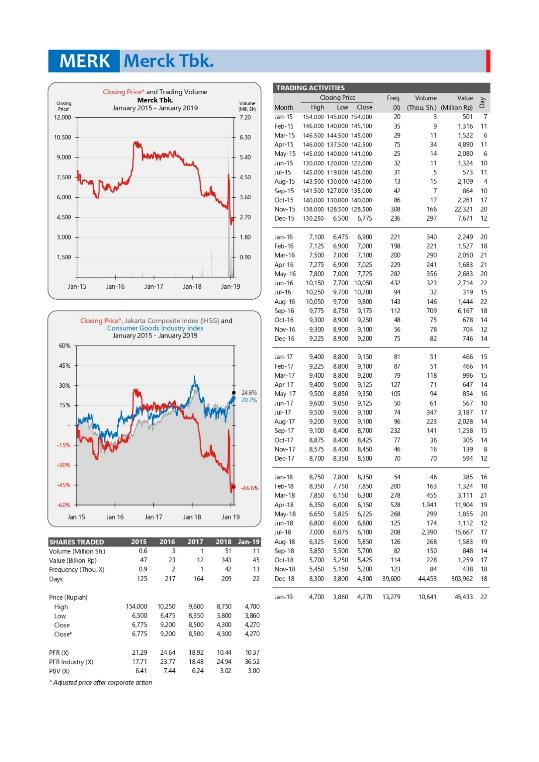 MERK Merck Tbk.
Closing Price* and Trading Volume
Merck Tbk.
January 2015 - January 2019
Closing Price*
Volume (Mill. Sh)
12,000 7.20
10,500 6.30
9,000 5.40
7,500 4.50
6,000 3.60
4,500 2.70
3,000 1.80
1,500 0.90
Jan-15 Jan-16 Jan-17 Jan-18 Jan-19
Closing Price*, Jakarta Composite Index (IHSG) and
Consumer Goods Industry Index
January 2015 - January 2019
60%
45%
30%
24.6%
20.7%
15%
-
-15%
-30%
-45%
-46.6%
-60%
Jan 15 Jan 16 Jan 17 Jan 18 Jan 19
SHARES TRADED 2015 2016 2017 2018 Jan-19
Volume (Million Sh.) 0.6 3 1 51 11
Value (Billion Rp) 47 23 12 343 45
Frequency (Thou. X) 0.9 2 1 42 13
Days 125 217 164 209 22
Price (Rupiah)
High 154,000 10,250 9,600 8,750 4,700
Low 6,500 6,475 8,350 3,800 3,860
Close 6,775 9,200 8,500 4,300 4,270
Close* 6,775 9,200 8,500 4,300 4,270
PER (X) 21.29 24.64 18.92 10.44 10.37
PER Industry (X) 17.71 23.77 18.48 24.94 36.52
PBV (X) 6.41 7.44 6.24 3.02 3.00
* Adjusted price after corporate action
TRADING ACTIVITIES
Closing Price Freq. Volume Value Day
Month High Low Close (X) (Thou. Sh.) (Million Rp)
Jan-15 154,000 145,000 154,000 20 3 501 7
Feb-15 146,000 140,000 145,100 35 9 1,316 11
Mar-15 146,500 144,500 145,000 29 11 1,522 6
Apr-15 146,000 137,000 142,500 75 34 4,890 11
May-15 145,000 140,000 141,000 25 14 2,080 6
Jun-15 130,000 120,000 122,000 32 11 1,324 10
Jul-15 145,000 119,000 145,000 31 5 573 11
Aug-15 143,500 130,000 143,000 13 15 2,109 4
Sep-15 141,500 127,000 135,000 42 7 864 10
Oct-15 140,000 130,000 140,000 86 17 2,261 17
Nov-15 138,000 128,500 128,500 308 166 22,321 20
Dec-15 130,250 6,500 6,775 236 297 7,671 12
Jan-16 7,100 6,475 6,900 221 340 2,249 20
Feb-16 7,125 6,900 7,000 198 221 1,527 18
Mar-16 7,500 7,000 7,100 200 290 2,050 21
Apr-16 7,275 6,900 7,025 229 241 1,683 21
May-16 7,800 7,000 7,725 282 356 2,683 20
Jun-16 10,150 7,700 10,050 432 323 2,714 22
Jul-16 10,250 9,700 10,200 94 32 319 15
Aug-16 10,050 9,700 9,800 143 146 1,444 22
Sep-16 9,775 8,750 9,175 112 709 6,167 18
Oct-16 9,300 8,900 9,250 48 75 678 14
Nov-16 9,300 8,900 9,100 56 78 704 12
Dec-16 9,225 8,900 9,200 75 82 746 14
Jan-17 9,400 8,800 9,150 81 51 466 15
Feb-17 9,225 8,800 9,100 87 51 466 14
Mar-17 9,400 8,800 9,200 79 118 996 15
Apr-17 9,400 9,000 9,125 127 71 647 14
May-17 9,500 8,850 9,350 105 94 854 16
Jun-17 9,600 9,050 9,125 50 61 567 10
Jul-17 9,500 9,000 9,100 74 347 3,187 17
Aug-17 9,200 9,000 9,100 96 223 2,028 14
Sep-17 9,100 8,400 8,700 232 141 1,258 15
Oct-17 8,875 8,400 8,425 77 36 305 14
Nov-17 8,575 8,400 8,450 46 16 139 8
Dec-17 8,700 8,350 8,500 70 70 594 12
Jan-18 8,750 7,800 8,350 54 46 385 16
Feb-18 8,350 7,750 7,850 200 163 1,324 18
Mar-18 7,850 6,150 6,300 278 455 3,111 21
Apr-18 6,350 6,000 6,150 528 1,941 11,904 19
May-18 6,650 5,825 6,225 268 299 1,855 20
Jun-18 6,800 6,000 6,800 125 174 1,112 12
Jul-18 7,000 6,075 6,100 208 2,390 15,667 17
Aug-18 6,325 5,600 5,850 126 268 1,583 19
Sep-18 5,850 5,500 5,700 82 150 848 14
Oct-18 5,700 5,250 5,425 114 228 1,259 17
Nov-18 5,450 5,150 5,200 123 84 438 18
Dec-18 8,300 3,800 4,300 39,600 44,453 303,962 18
Jan-19 4,700 3,860 4,270 13,279 10,641 45,433 22